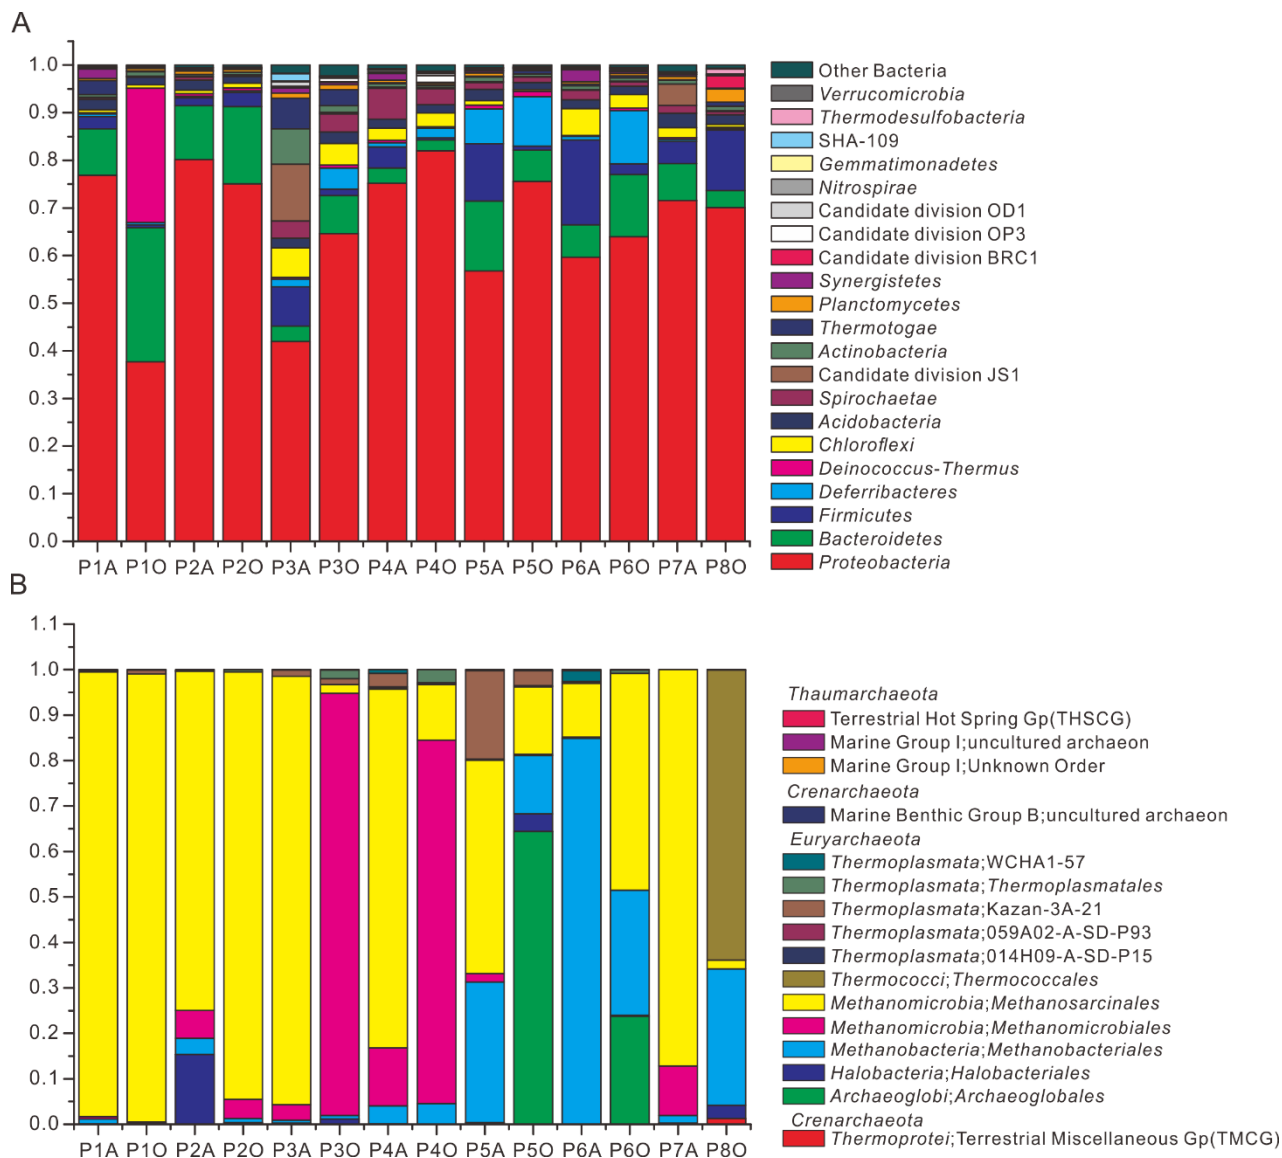 A
1.0
0.9
0.8
0.7
0.6
0.5
0.4
0.3
0.2
0.1
0.0
P1A P1O P2A P2O P3A P3O P4A P4O P5A P5O P6A P6O P7A P8O
Other Bacteria
Verrucomicrobia
Thermodesulfobacteria
SHA-109
Gemmatimonadetes
Nitrospirae
Candidate division OD1
Candidate division OP3
Candidate division BRC1
Synergistetes
Planctomycetes
Thermotogae
Actinobacteria
Candidate division JS1
Spirochaetae
Acidobacteria
Chloroflexi
Deinococcus-Thermus
Deferribacteres
Firmicutes
Bacteroidetes
Proteobacteria
B
1.1
1.0
0.9
0.8
0.7
0.6
0.5
0.4
0.3
0.2
0.1
0.0
P1A P1O P2A P2O P3A P3O P4A P4O P5A P5O P6A P6O P7A P8O
Thaumarchaeota
Terrestrial Hot Spring Gp(THSCG)
Marine Group I;uncultured archaeon
Marine Group I;Unknown Order
Crenarchaeota
Marine Benthic Group B;uncultured archaeon
Euryarchaeota
Thermoplasmata;WCHA1-57
Thermoplasmata;Thermoplasmatales
Thermoplasmata;Kazan-3A-21
Thermoplasmata;059A02-A-SD-P93
Thermoplasmata;014H09-A-SD-P15
Thermococci;Thermococcales
Methanomicrobia;Methanosarcinales
Methanomicrobia;Methanomicrobiales
Methanobacteria;Methanobacteriales
Halobacteria;Halobacteriales
Archaeoglobi;Archaeoglobales
Crenarchaeota
Thermoprotei;Terrestrial Miscellaneous Gp(TMCG)